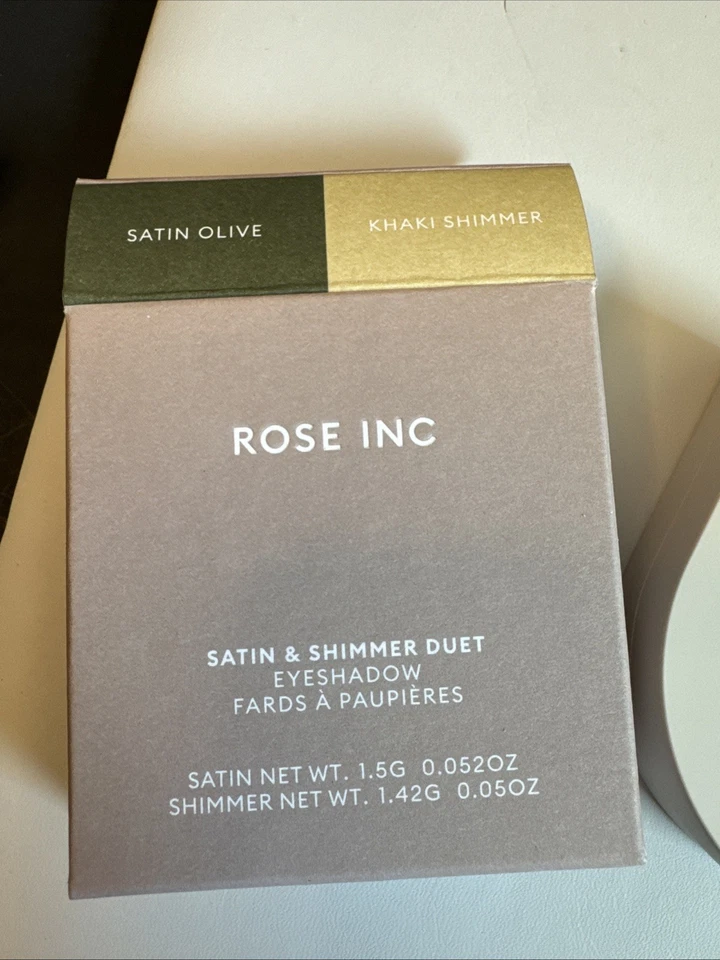 SATIN OLIVE
KHAKI SHIMMER
ROSE INC
SATIN & SHIMMER DUET
EYESHADOW
FARDS À PAUPIÈRES
SATIN NET WT. 1.5G 0.052OZ
SHIMMER NET WT. 1.42G 0.05OZ